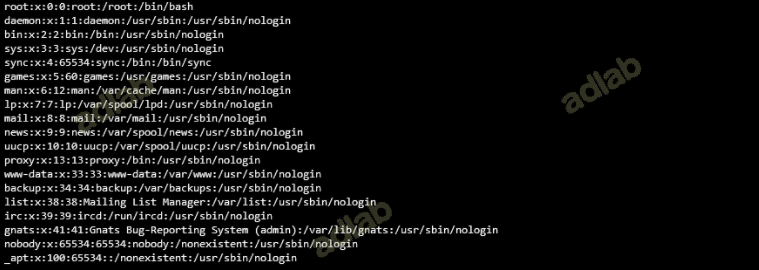 root:x:0:0:root:/root:/bin/bash
daemon:x:1:1:daemon:/usr/sbin:/usr/sbin/nologin
bin:x:2:2:bin:/bin:/usr/sbin/nologin
sys:x:3:3:sys:/dev:/usr/sbin/nologin
sync:x:4:65534:sync:/bin:/bin/sync
games:x:5:60:games:/usr/games:/usr/sbin/nologin
man:x:6:12:man:/var/cache/man:/usr/sbin/nologin
lp:x:7:7:lp:/var/spool/lpd:/usr/sbin/nologin
mail:x:8:8:mail:/var/mail:/usr/sbin/nologin
news:x:9:9:news:/var/spool/news:/usr/sbin/nologin
uucp:x:10:10:uucp:/var/spool/uucp:/usr/sbin/nologin
proxy:x:13:13:proxy:/bin:/usr/sbin/nologin
www-data:x:33:33:www-data:/var/www:/usr/sbin/nologin
backup:x:34:34:backup:/var/backups:/usr/sbin/nologin
list:x:38:38:Mailing List Manager:/var/list:/usr/sbin/nologin
irc:x:39:39:ircd:/run/ircd:/usr/sbin/nologin
gnats:x:41:41:Gnats Bug-Reporting System (admin):/var/lib/gnats:/usr/sbin/nologin
nobody:x:65534:65534:nobody:/nonexistent:/usr/sbin/nologin
_apt:x:100:65534::/nonexistent:/usr/sbin/nologin
adlab
adlab
adlab